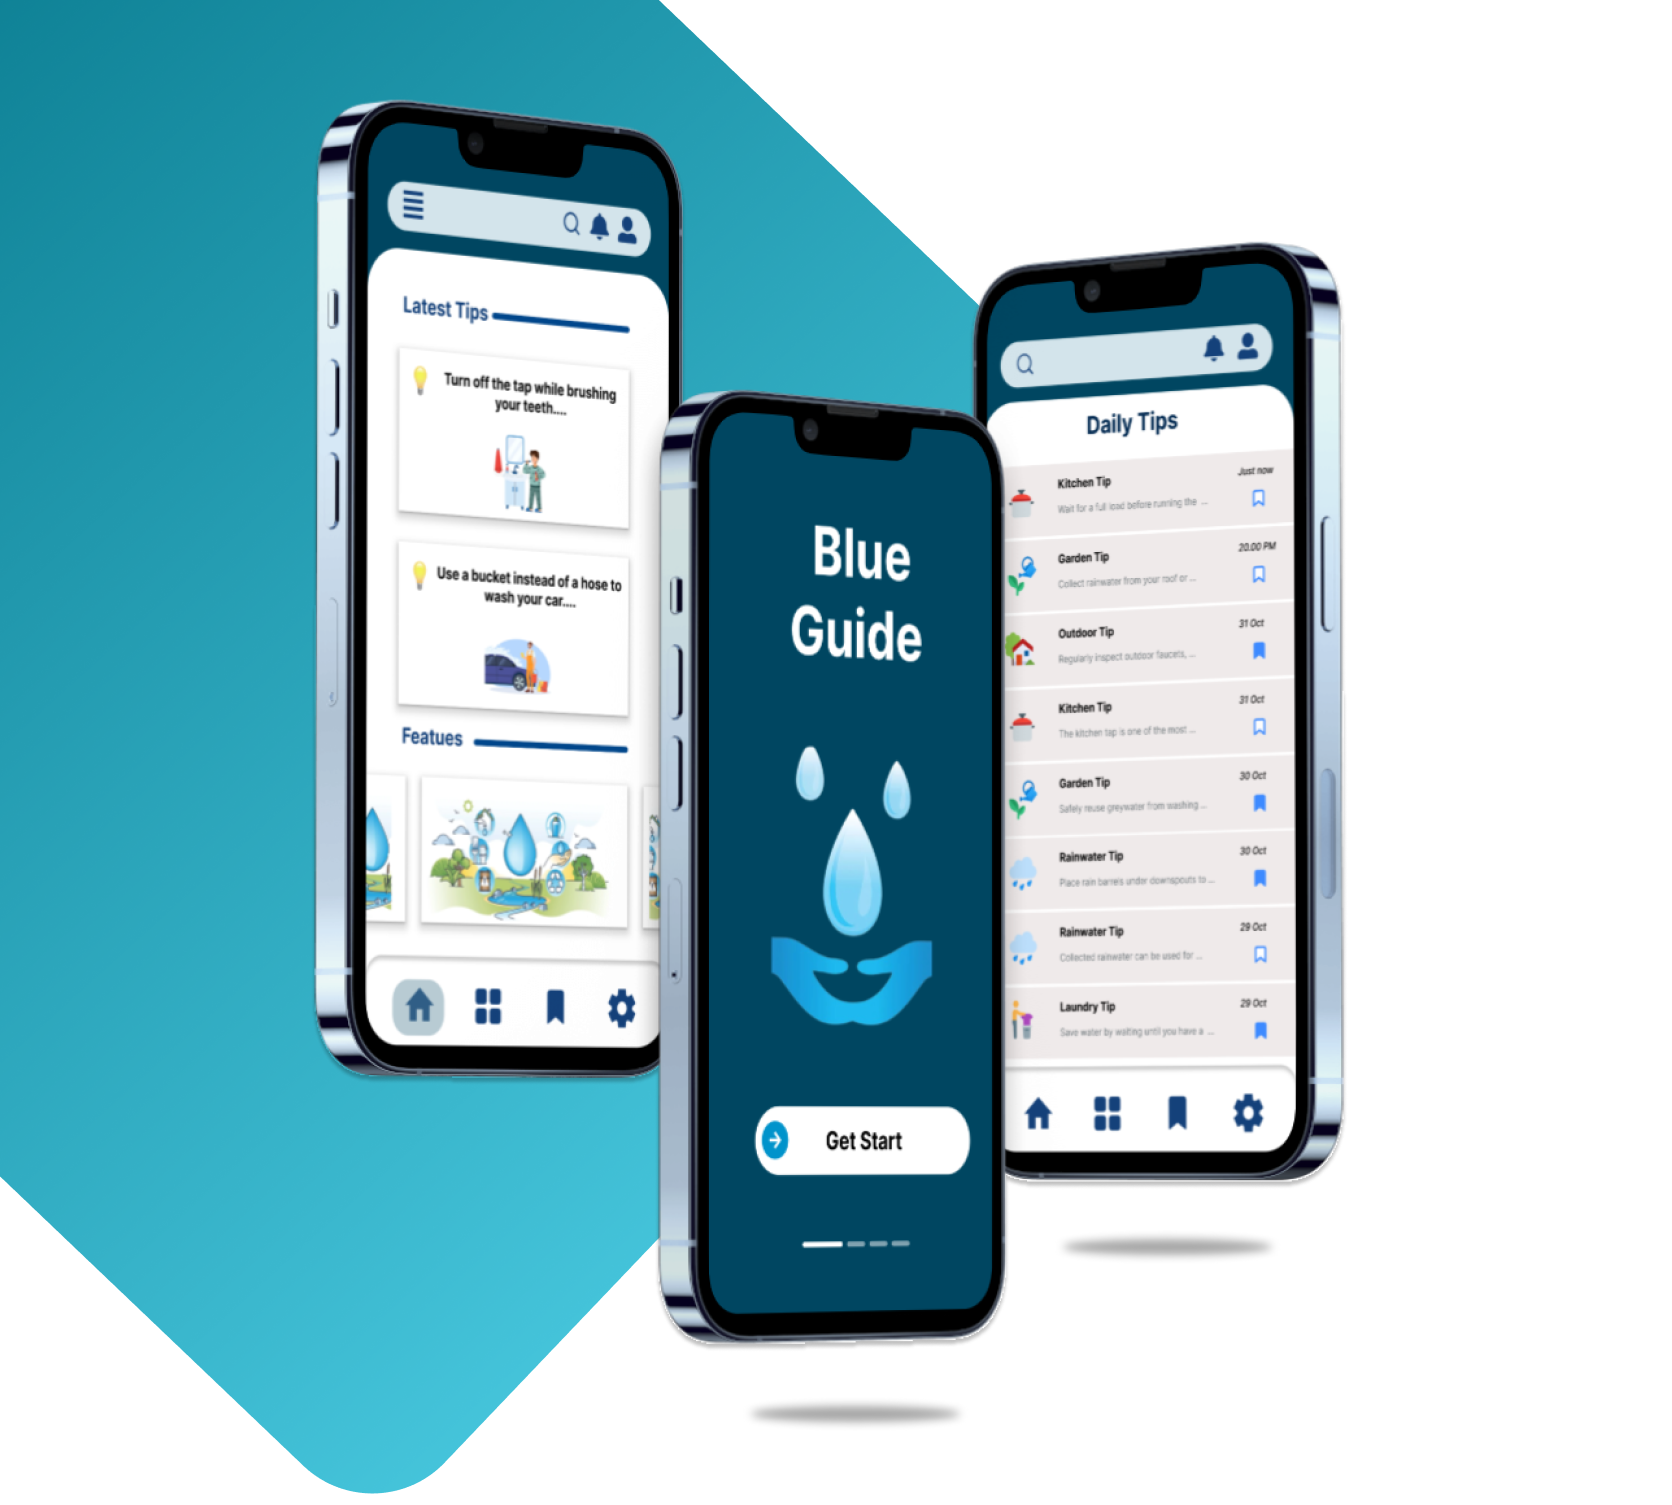 Latest Tips
Turn off the tap while brushing
your teeth....
Use a bucket instead of a hose to
wash your car....
Featues
Blue
Guide
Get Start
Daily Tips
Kitchen Tip
Just now
Wait for a full load before running the ...
Garden Tip
20.00 PM
Collect rainwater from your roof or ...
Outdoor Tip
31 Oct
Regularly inspect outdoor faucets, ...
Kitchen Tip
31 Oct
The kitchen tap is one of the most ...
Garden Tip
30 Oct
Safely reuse greywater from washing ...
Rainwater Tip
30 Oct
Place rain barrels under downspouts to ...
Rainwater Tip
29 Oct
Collected rainwater can be used for ...
Laundry Tip
29 Oct
Save water by waiting until you have a ...